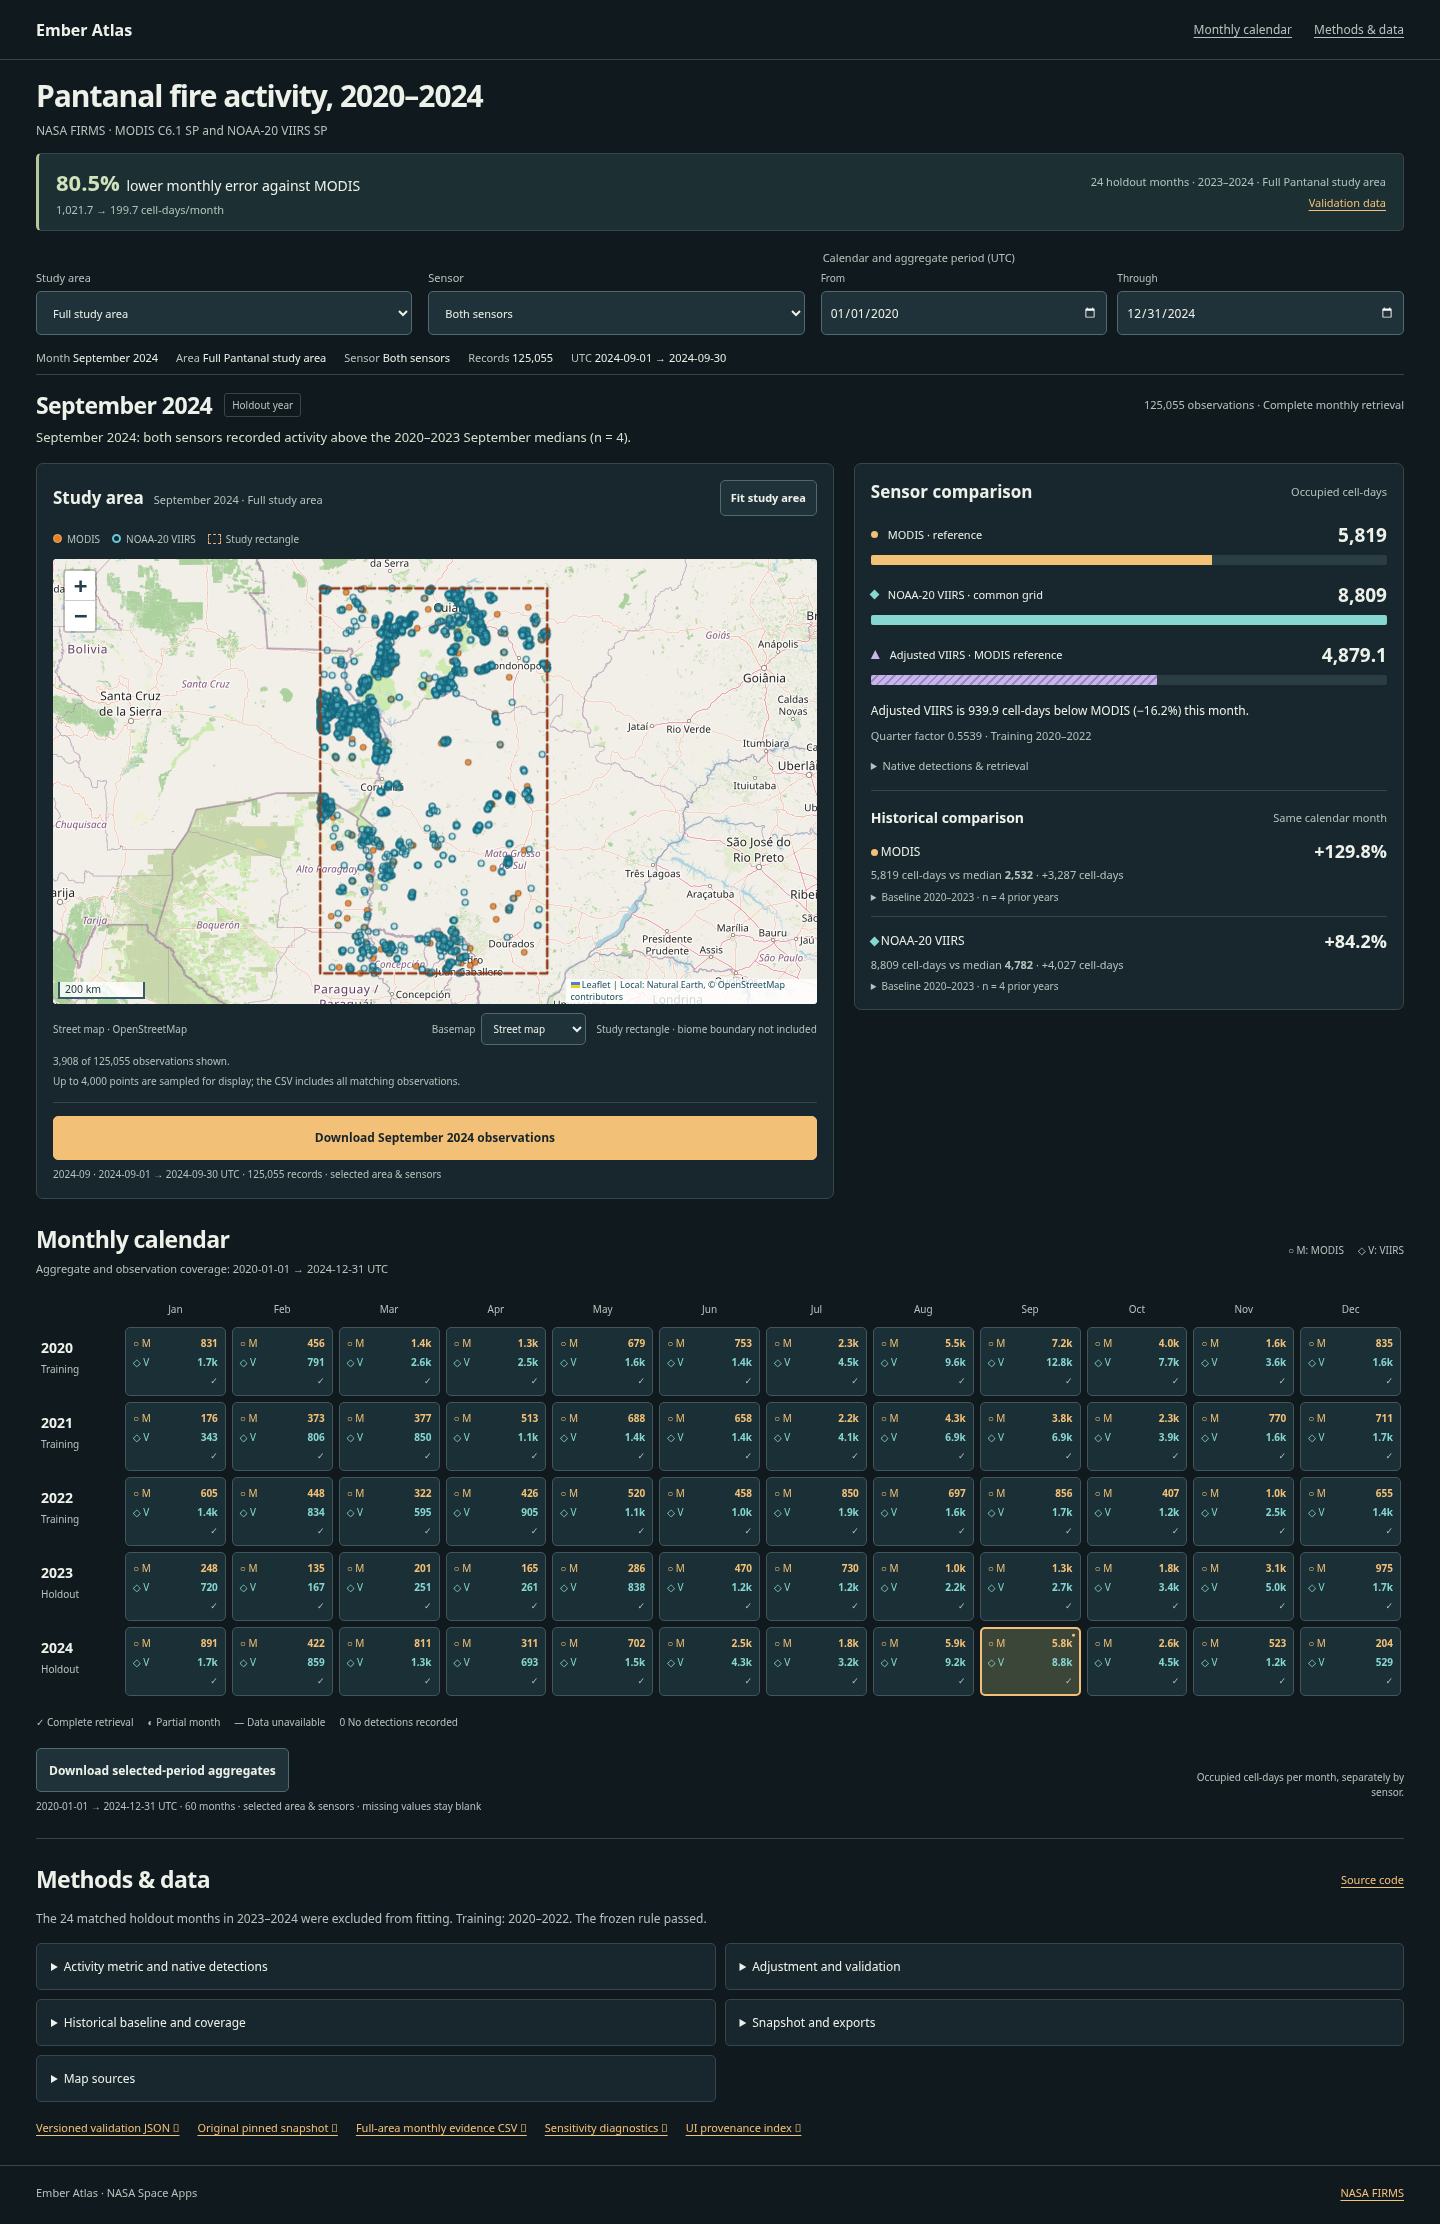 Ember Atlas
Monthly calendar Methods & data
Pantanal fire activity, 2020–2024
NASA FIRMS · MODIS C6.1 SP and NOAA-20 VIIRS SP
80.5% lower monthly error against MODIS
1,021.7 → 199.7 cell-days/month
24 holdout months · 2023–2024 · Full Pantanal study area
Validation data
Calendar and aggregate period (UTC)
Study area Sensor From Through
Full study area Both sensors 01/01/2020 12/31/2024
Month September 2024 Area Full Pantanal study area Sensor Both sensors Records 125,055 UTC 2024-09-01 → 2024-09-30
September 2024 Holdout year
125,055 observations · Complete monthly retrieval
September 2024: both sensors recorded activity above the 2020–2023 September medians (n = 4).
Study area September 2024 · Full study area
Fit study area
MODIS NOAA-20 VIIRS Study rectangle
+
−
da Serra
Bolivia
Santa Cruz
Santa Cruz
de la Sierra
Chuquisaca
arija
Tarija
Boquerón
Alto Paraguay
Mato Grosso
do Sul
Goiás
Br
Anápolis
Goiânia
Caldas
Novas
Jataí
Rio Verde
Itumbiara
Ca
Uberlâ
Ituiutaba
Ub
São José do
Rio Preto
Três Lagoas
Araçatuba
Ribei
São
Marília
Bauru
Jaú
Presidente
Prudente
Assis
São Paulo
Dourados
Concepción
Paraguay /
Paraguái
Concepción
Londrina
200 km
Leaflet | Local: Natural Earth, © OpenStreetMap
contributors
Street map · OpenStreetMap
Basemap Street map Study rectangle · biome boundary not included
3,908 of 125,055 observations shown.
Up to 4,000 points are sampled for display; the CSV includes all matching observations.
Download September 2024 observations
2024-09 · 2024-09-01 → 2024-09-30 UTC · 125,055 records · selected area & sensors
Sensor comparison Occupied cell-days
MODIS · reference 5,819
NOAA-20 VIIRS · common grid 8,809
Adjusted VIIRS · MODIS reference 4,879.1
Adjusted VIIRS is 939.9 cell-days below MODIS (−16.2%) this month.
Quarter factor 0.5539 · Training 2020–2022
Native detections & retrieval
Historical comparison Same calendar month
MODIS +129.8%
5,819 cell-days vs median 2,532 · +3,287 cell-days
Baseline 2020–2023 · n = 4 prior years
NOAA-20 VIIRS +84.2%
8,809 cell-days vs median 4,782 · +4,027 cell-days
Baseline 2020–2023 · n = 4 prior years
Monthly calendar
○ M: MODIS ◇ V: VIIRS
Aggregate and observation coverage: 2020-01-01 → 2024-12-31 UTC
Jan Feb Mar Apr May Jun Jul Aug Sep Oct Nov Dec
2020 ○ M 831 ○ M 456 ○ M 1.4k ○ M 1.3k ○ M 679 ○ M 753 ○ M 2.3k ○ M 5.5k ○ M 7.2k ○ M 4.0k ○ M 1.6k ○ M 835
Training ◇ V 1.7k ◇ V 791 ◇ V 2.6k ◇ V 2.5k ◇ V 1.6k ◇ V 1.4k ◇ V 4.5k ◇ V 9.6k ◇ V 12.8k ◇ V 7.7k ◇ V 3.6k ◇ V 1.6k
✓ ✓ ✓ ✓ ✓ ✓ ✓ ✓ ✓ ✓ ✓ ✓
2021 ○ M 176 ○ M 373 ○ M 377 ○ M 513 ○ M 688 ○ M 658 ○ M 2.2k ○ M 4.3k ○ M 3.8k ○ M 2.3k ○ M 770 ○ M 711
Training ◇ V 343 ◇ V 806 ◇ V 850 ◇ V 1.1k ◇ V 1.4k ◇ V 1.4k ◇ V 4.1k ◇ V 6.9k ◇ V 6.9k ◇ V 3.9k ◇ V 1.6k ◇ V 1.7k
✓ ✓ ✓ ✓ ✓ ✓ ✓ ✓ ✓ ✓ ✓ ✓
2022 ○ M 605 ○ M 448 ○ M 322 ○ M 426 ○ M 520 ○ M 458 ○ M 850 ○ M 697 ○ M 856 ○ M 407 ○ M 1.0k ○ M 655
Training ◇ V 1.4k ◇ V 834 ◇ V 595 ◇ V 905 ◇ V 1.1k ◇ V 1.0k ◇ V 1.9k ◇ V 1.6k ◇ V 1.7k ◇ V 1.2k ◇ V 2.5k ◇ V 1.4k
✓ ✓ ✓ ✓ ✓ ✓ ✓ ✓ ✓ ✓ ✓ ✓
2023 ○ M 248 ○ M 135 ○ M 201 ○ M 165 ○ M 286 ○ M 470 ○ M 730 ○ M 1.0k ○ M 1.3k ○ M 1.8k ○ M 3.1k ○ M 975
Holdout ◇ V 720 ◇ V 167 ◇ V 251 ◇ V 261 ◇ V 838 ◇ V 1.2k ◇ V 1.2k ◇ V 2.2k ◇ V 2.7k ◇ V 3.4k ◇ V 5.0k ◇ V 1.7k
✓ ✓ ✓ ✓ ✓ ✓ ✓ ✓ ✓ ✓ ✓ ✓
2024 ○ M 891 ○ M 422 ○ M 811 ○ M 311 ○ M 702 ○ M 2.5k ○ M 1.8k ○ M 5.9k ○ M 5.8k ○ M 2.6k ○ M 523 ○ M 204
Holdout ◇ V 1.7k ◇ V 859 ◇ V 1.3k ◇ V 693 ◇ V 1.5k ◇ V 4.3k ◇ V 3.2k ◇ V 9.2k ◇ V 8.8k ◇ V 4.5k ◇ V 1.2k ◇ V 529
✓ ✓ ✓ ✓ ✓ ✓ ✓ ✓ ✓ ✓ ✓ ✓
✓ Complete retrieval Partial month — Data unavailable 0 No detections recorded
Download selected-period aggregates
2020-01-01 → 2024-12-31 UTC · 60 months · selected area & sensors · missing values stay blank
Occupied cell-days per month, separately by
sensor.
Methods & data
Source code
The 24 matched holdout months in 2023–2024 were excluded from fitting. Training: 2020–2022. The frozen rule passed.
Activity metric and native detections
Adjustment and validation
Historical baseline and coverage
Snapshot and exports
Map sources
Versioned validation JSON Original pinned snapshot Full-area monthly evidence CSV Sensitivity diagnostics UI provenance index
Ember Atlas · NASA Space Apps
NASA FIRMS